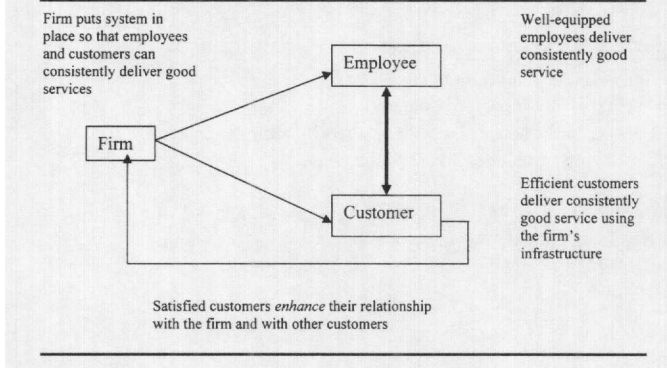 Firm puts system in
place so that employees
and customers can
consistently deliver good
services
Well-equipped
employees deliver
consistently good
service
Employee
Firm
Customer
Efficient customers
deliver consistently
good service using
the firm's
infrastructure
Satisfied customers enhance their relationship
with the firm and with other customers